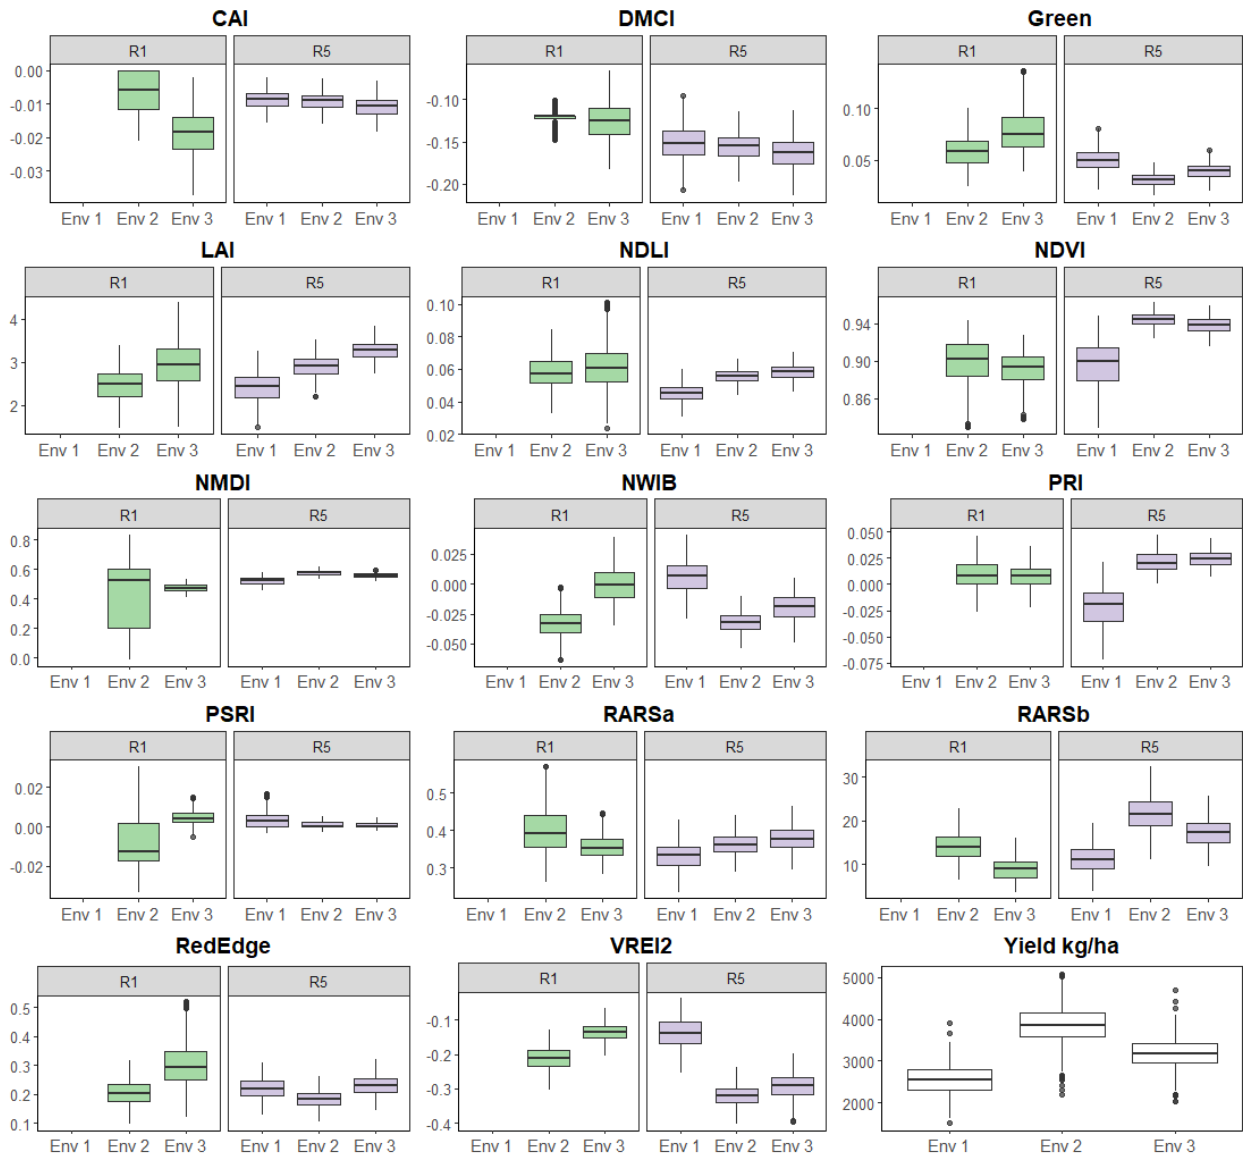 CAI
DMCI
Green
R1 R5
R1 R5
R1 R5
0.00
-0.01
-0.02
-0.03
-0.10
-0.15
-0.20
0.10
0.05
Env 1 Env 2 Env 3 Env 1 Env 2 Env 3
Env 1 Env 2 Env 3 Env 1 Env 2 Env 3
Env 1 Env 2 Env 3 Env 1 Env 2 Env 3
LAI
NDLI
NDVI
R1 R5
R1 R5
R1 R5
4
3
2
0.10
0.08
0.06
0.04
0.02
0.94
0.90
0.86
Env 1 Env 2 Env 3 Env 1 Env 2 Env 3
Env 1 Env 2 Env 3 Env 1 Env 2 Env 3
Env 1 Env 2 Env 3 Env 1 Env 2 Env 3
NMDI
NWIB
PRI
R1 R5
R1 R5
R1 R5
0.8
0.6
0.4
0.2
0.0
0.025
0.000
-0.025
-0.050
0.050
0.025
0.000
-0.025
-0.050
-0.075
Env 1 Env 2 Env 3 Env 1 Env 2 Env 3
Env 1 Env 2 Env 3 Env 1 Env 2 Env 3
Env 1 Env 2 Env 3 Env 1 Env 2 Env 3
PSRI
RARSa
RARSb
R1 R5
R1 R5
R1 R5
0.02
0.00
-0.02
0.5
0.4
0.3
30
20
10
Env 1 Env 2 Env 3 Env 1 Env 2 Env 3
Env 1 Env 2 Env 3 Env 1 Env 2 Env 3
Env 1 Env 2 Env 3 Env 1 Env 2 Env 3
RedEdge
VREI2
Yield kg/ha
R1 R5
R1 R5
0.5
0.4
0.3
0.2
0.1
-0.1
-0.2
-0.3
-0.4
5000
4000
3000
2000
Env 1 Env 2 Env 3 Env 1 Env 2 Env 3
Env 1 Env 2 Env 3 Env 1 Env 2 Env 3
Env 1 Env 2 Env 3